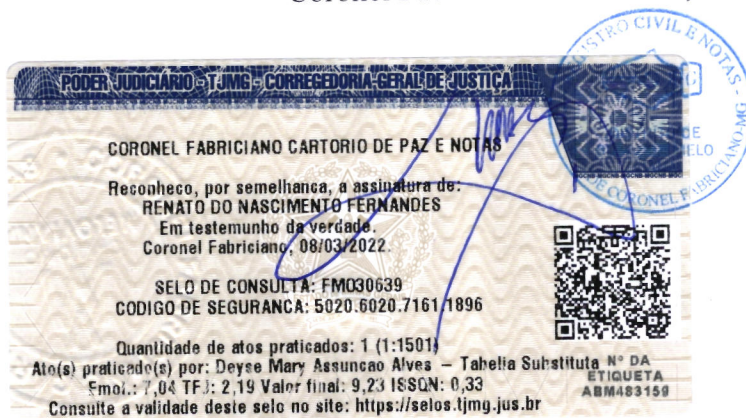 PODER JUDICIÁRIO - TJMG - CORREGEDORIA-GERAL DE JUSTIÇA
CORONEL FABRICIANO CARTORIO DE PAZ E NOTAS
Reconheco, por semelhanca, a assinatura de:
RENATO DO NASCIMENTO FERNANDES
Em testemunho da verdade.
Coronel Fabriciano, 08/03/2022.
SELO DE CONSULTA: FMO30639
CODIGO DE SEGURANCA: 5020.6020.7161.1896
Quantidade de atos praticados: 1 (1:1501)
Ato(s) praticado(s) por: Deyse Mary Assuncao Alves - Tabelia Substituta
Emol.: 7,04 TFJ: 2,19 Valor final: 9,23 ISSQN: 0,33
Consulte a validade deste selo no site: https://selos.tjmg.jus.br
Nº DA
ETIQUETA
ABM483159
CIVIL E NOTAS -
DE CORONEL FABRICIANO-MG